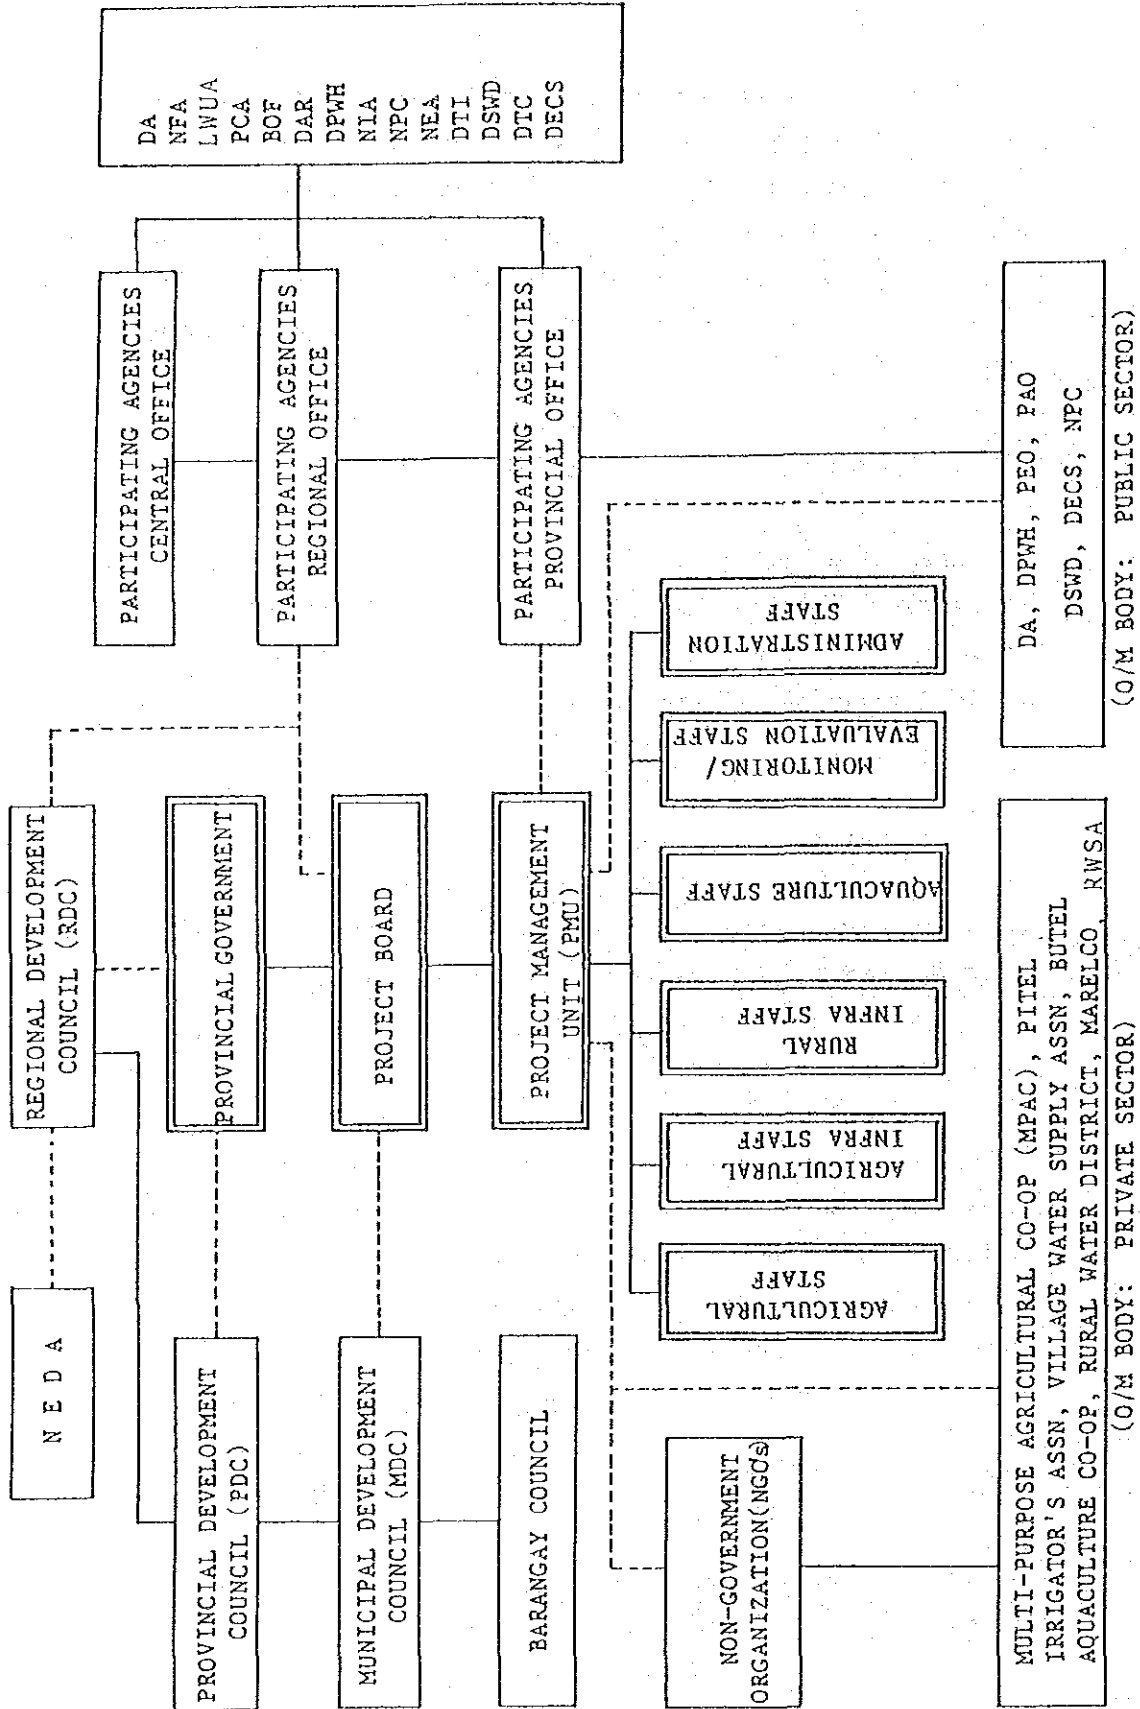 N E D A
REGIONAL DEVELOPMENT
COUNCIL (RDC)
PROVINCIAL DEVELOPMENT
COUNCIL (PDC)
PROVINCIAL GOVERNMENT
PARTICIPATING AGENCIES
CENTRAL OFFICE
MUNICIPAL DEVELOPMENT
COUNCIL (MDC)
PROJECT BOARD
PARTICIPATING AGENCIES
REGIONAL OFFICE
BARANGAY COUNCIL
PROJECT MANAGEMENT
UNIT (PMU)
PARTICIPATING AGENCIES
PROVINCIAL OFFICE
DA
NFA
LWUA
PCA
BOF
DAR
DPWH
NIA
NPC
NEA
DTI
DSWD
DTC
DECS
NON-GOVERNMENT
ORGANIZATION(NGO's)
AGRICULTURAL
STAFF
AGRICULTURAL
INFRA STAFF
RURAL
INFRA STAFF
AQUACULTURE STAFF
MONITORING/
EVALUATION STAFF
ADMINISTRATION
STAFF
MULTI-PURPOSE AGRICULTURAL CO-OP (MPAC), PITEL
IRRIGATOR'S ASSN, VILLAGE WATER SUPPLY ASSN, BUTEL
AQUACULTURE CO-OP, RURAL WATER DISTRICT, MARELCO, RWSA
(O/M BODY: PRIVATE SECTOR)
DA, DPWH, PEO, PAO
DSWD, DECS, NPC
(O/M BODY: PUBLIC SECTOR)